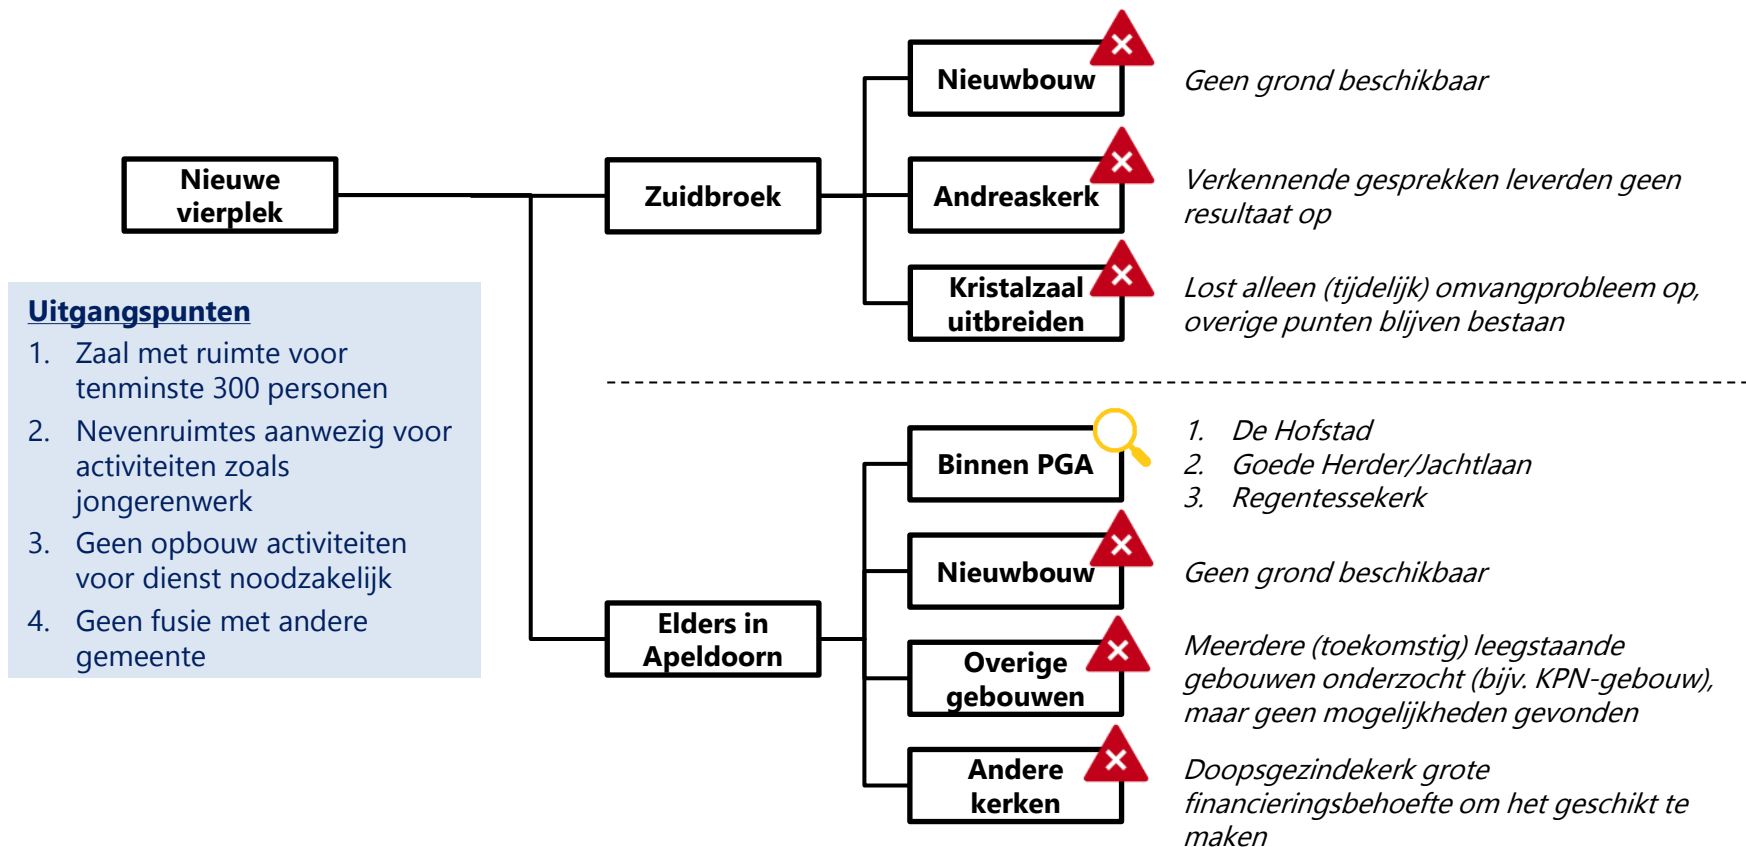 Nieuwe
vierplek
Uitgangspunten
1. Zaal met ruimte voor
tenminste 300 personen
2. Nevenruimtes aanwezig voor
activiteiten zoals
jongerenwerk
3. Geen opbouw activiteiten
voor dienst noodzakelijk
4. Geen fusie met andere
gemeente
Zuidbroek
Nieuwbouw
Geen grond beschikbaar
Andreaskerk
Verkennende gesprekken leverden geen
resultaat op
Kristalzaal
uitbreiden
Lost alleen (tijdelijk) omvangprobleem op,
overige punten blijven bestaan
Elders in
Apeldoorn
Binnen PGA
1. De Hofstad
2. Goede Herder/Jachtlaan
3. Regentessekerk
Nieuwbouw
Geen grond beschikbaar
Overige
gebouwen
Meerdere (toekomstig) leegstaande
gebouwen onderzocht (bijv. KPN-gebouw),
maar geen mogelijkheden gevonden
Andere
kerken
Doopsgezindekerk grote
financieringsbehoefte om het geschikt te
maken